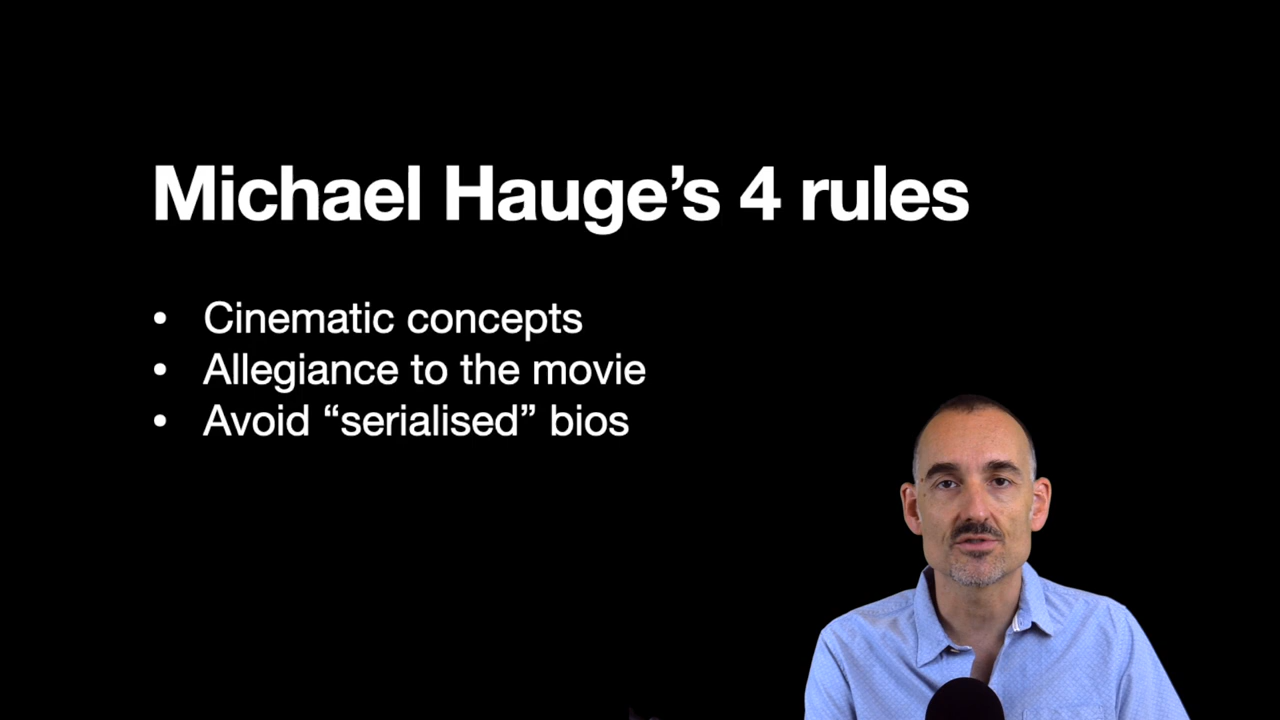 Michael Hauge’s 4 rules
• Cinematic concepts
• Allegiance to the movie
• Avoid “serialised” bios